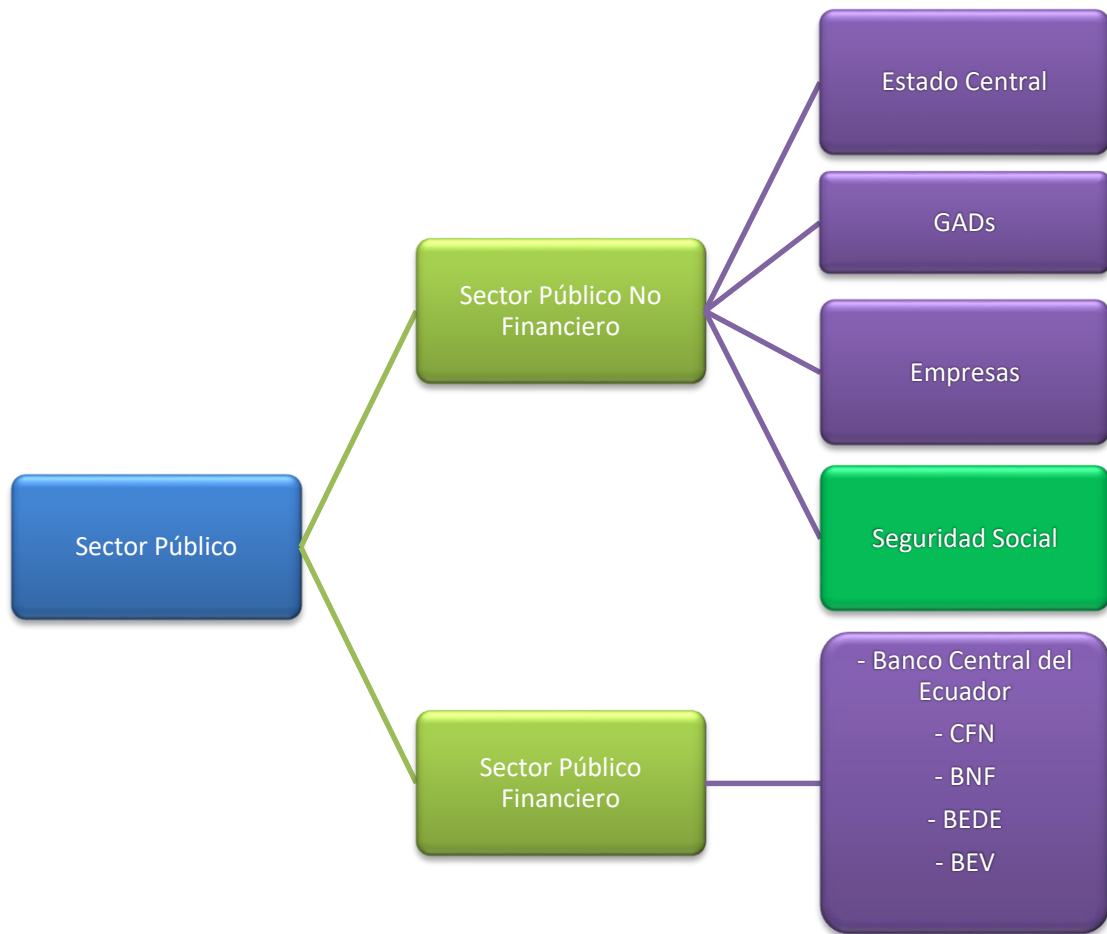 Estado Central
GADs
Sector Público No
Financiero
Empresas
Sector Público
Seguridad Social
- Banco Central del
Ecuador
- CFN
- BNF
- BEDE
- BEV
Sector Público
Financiero